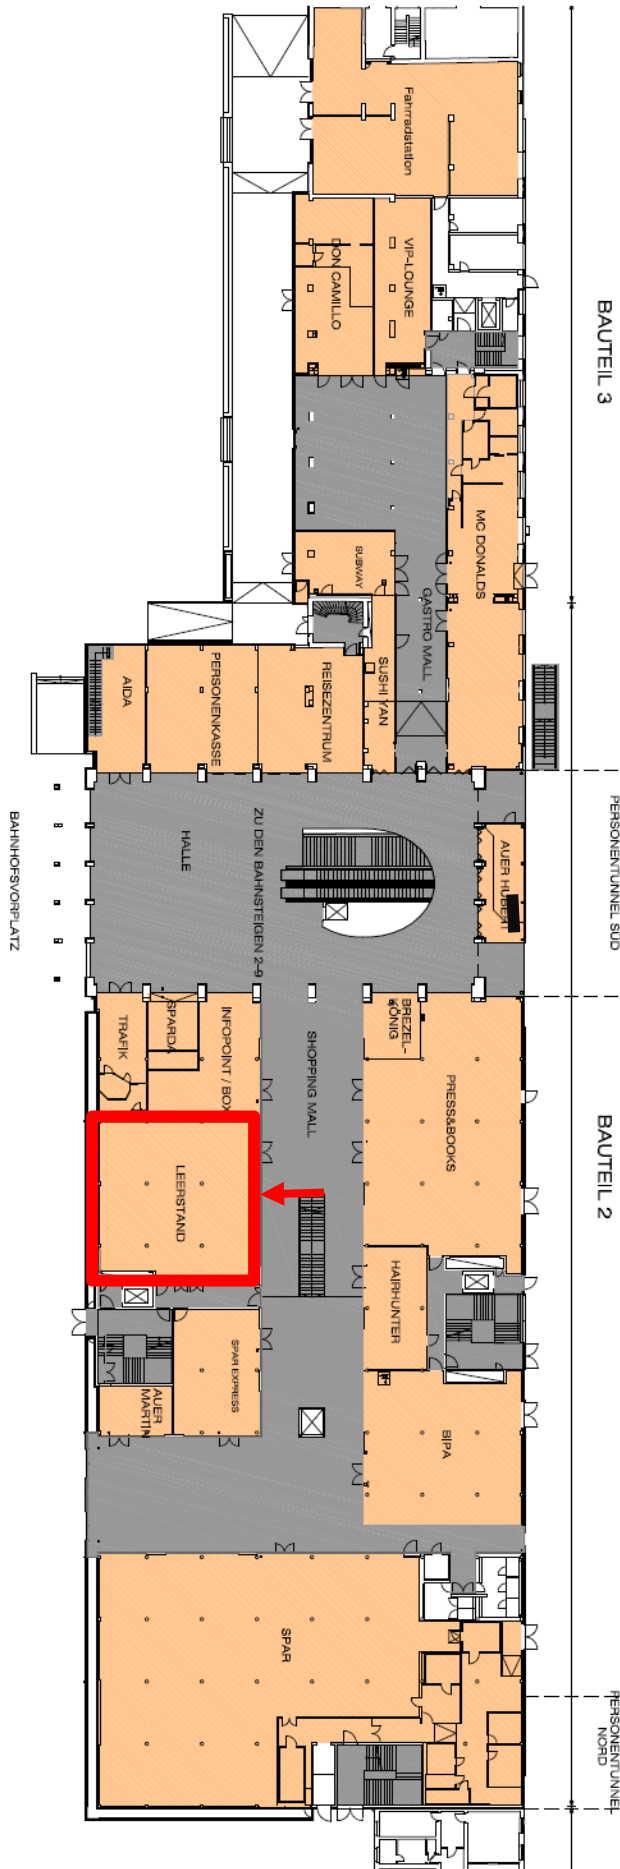 Fahrradstation
VIP-LOUNGE
DON CAMILLO
BAUTEIL 3
MC DONALDS
SUBWAY
GASTRO MALL
SUSHI YAN
REISEZENTRUM
PERSONENKASSE
AIDA
PERSONENTUNNEL SÜD
AUER HUBERT
ZU DEN BAHNSTEIGEN 2-9
HALLE
BAHNHOFSVORPLATZ
BREZEL-
KÖNIG
SHOPPING MALL
INFOPOINT / BOX
SPARDA
TRAFIK
PRESS&BOOKS
BAUTEIL 2
LEERSTAND
HAIRHUNTER
SPAR EXPRESS
AUER
MARTIN
BIPA
SPAR
PERSONENTUNNEL
NORD